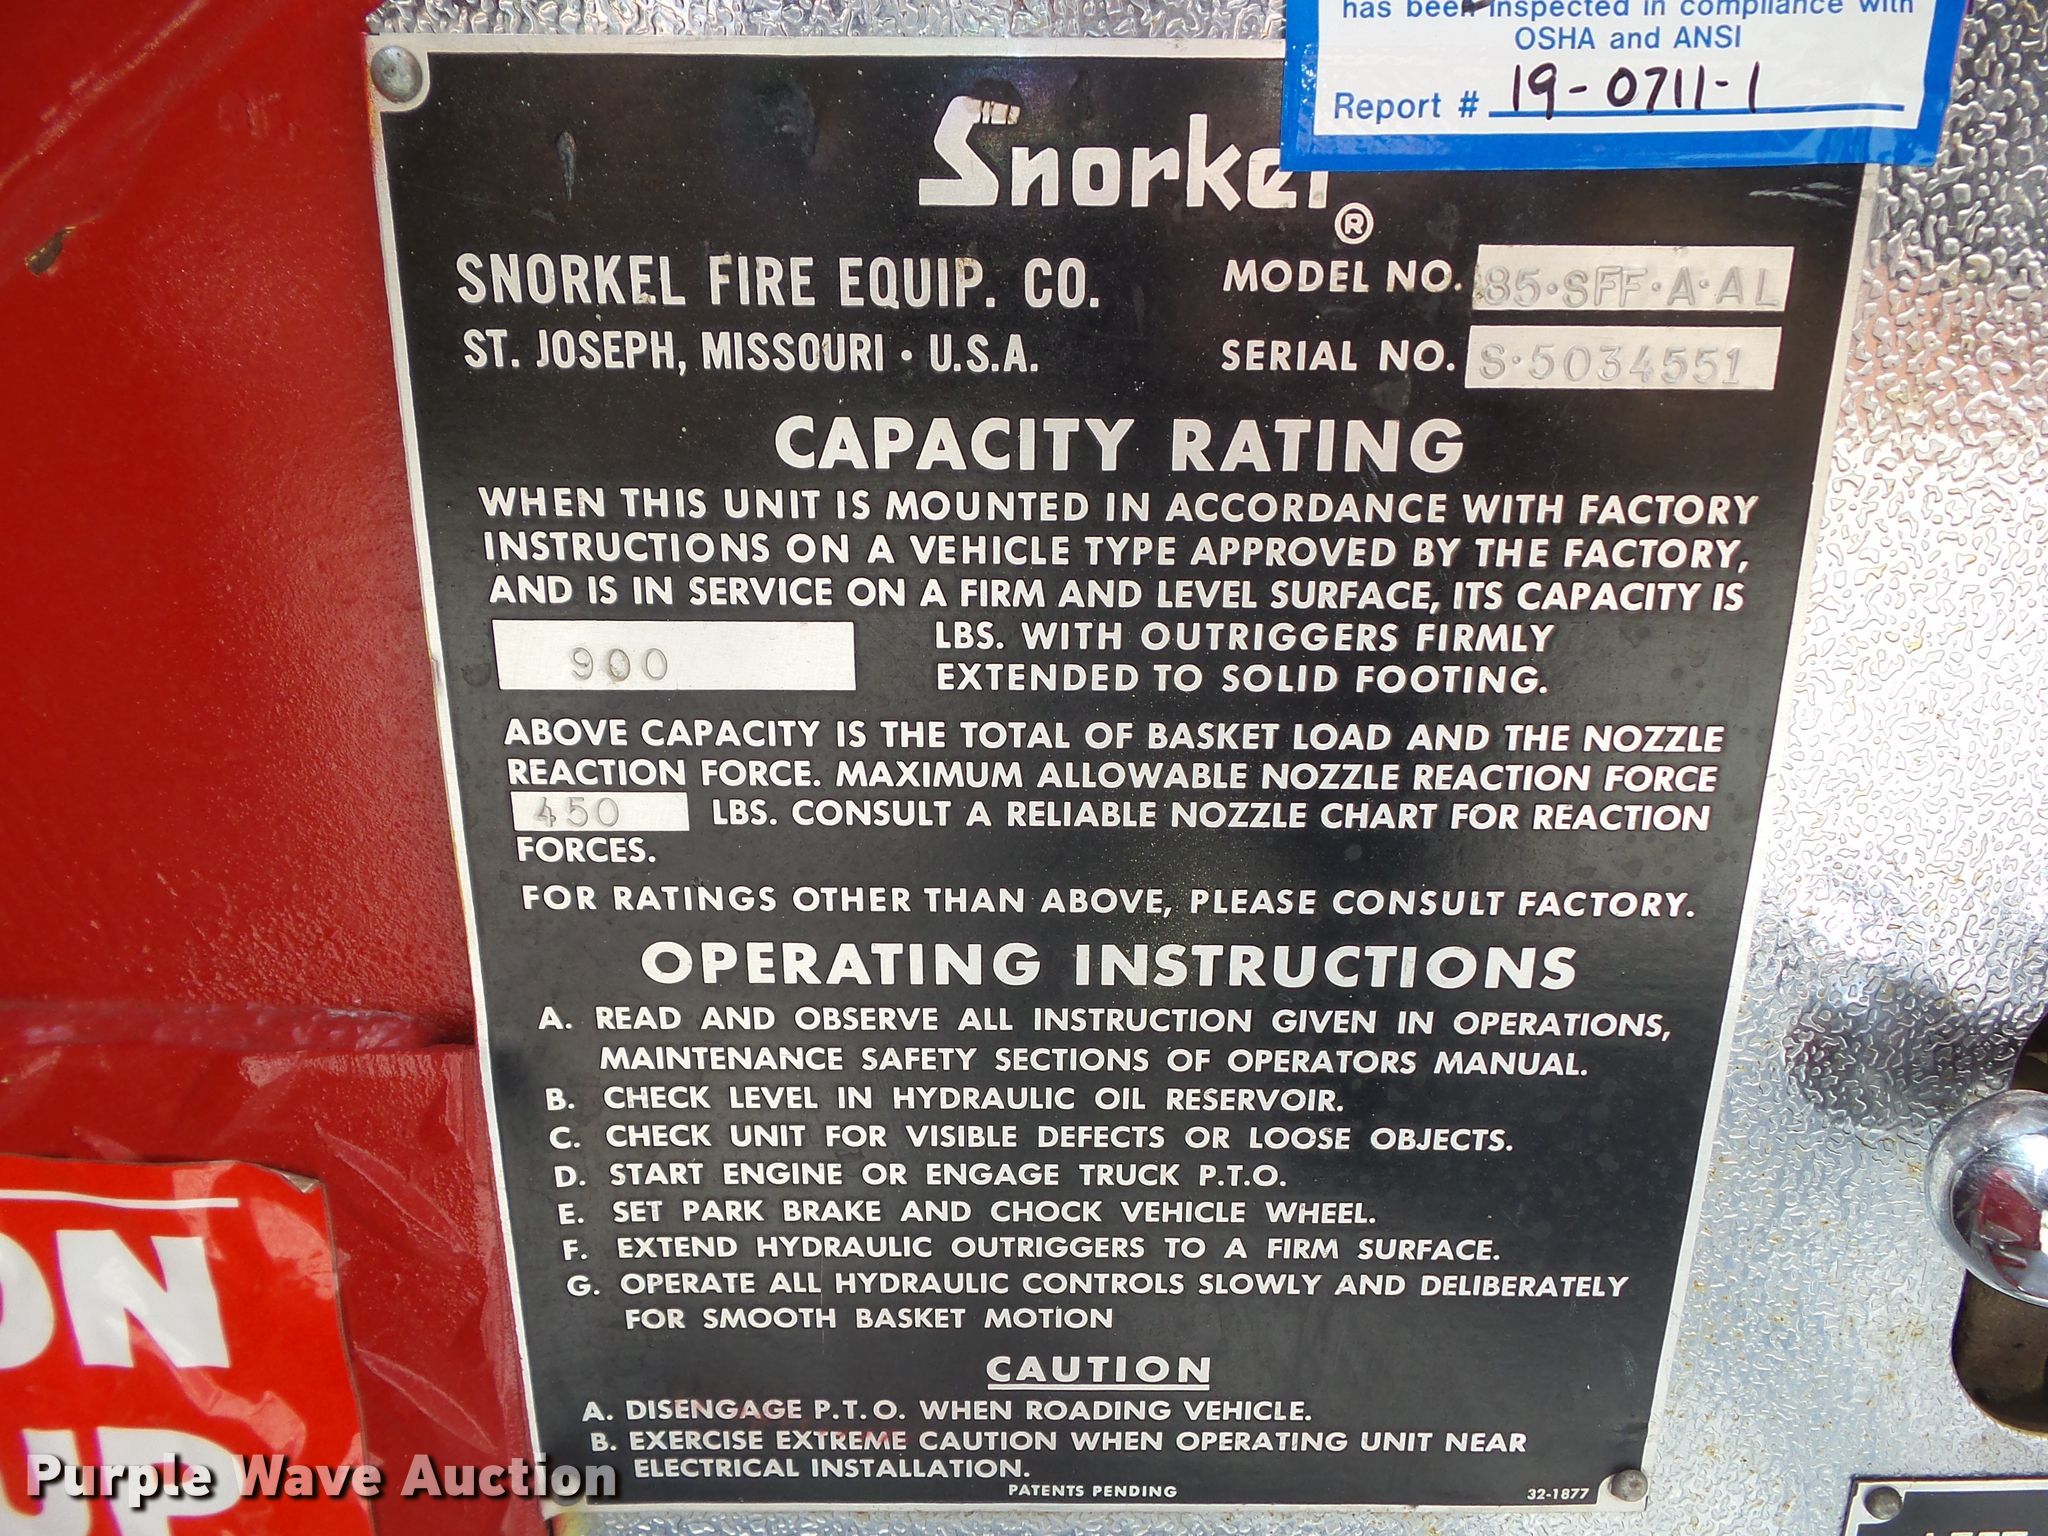 has been inspected in compliance with
OSHA and ANSI
Report # 19-0711-1
Snorkel®
SNORKEL FIRE EQUIP. CO.
ST. JOSEPH, MISSOURI · U.S.A.
MODEL NO. 85·SFF·A·AL
SERIAL NO. S·5034551
CAPACITY RATING
WHEN THIS UNIT IS MOUNTED IN ACCORDANCE WITH FACTORY
INSTRUCTIONS ON A VEHICLE TYPE APPROVED BY THE FACTORY,
AND IS IN SERVICE ON A FIRM AND LEVEL SURFACE, ITS CAPACITY IS
900 LBS. WITH OUTRIGGERS FIRMLY
EXTENDED TO SOLID FOOTING.
ABOVE CAPACITY IS THE TOTAL OF BASKET LOAD AND THE NOZZLE
REACTION FORCE. MAXIMUM ALLOWABLE NOZZLE REACTION FORCE
450 LBS. CONSULT A RELIABLE NOZZLE CHART FOR REACTION
FORCES.
FOR RATINGS OTHER THAN ABOVE, PLEASE CONSULT FACTORY.
OPERATING INSTRUCTIONS
A. READ AND OBSERVE ALL INSTRUCTION GIVEN IN OPERATIONS,
MAINTENANCE SAFETY SECTIONS OF OPERATORS MANUAL.
B. CHECK LEVEL IN HYDRAULIC OIL RESERVOIR.
C. CHECK UNIT FOR VISIBLE DEFECTS OR LOOSE OBJECTS.
D. START ENGINE OR ENGAGE TRUCK P.T.O.
E. SET PARK BRAKE AND CHOCK VEHICLE WHEEL.
F. EXTEND HYDRAULIC OUTRIGGERS TO A FIRM SURFACE.
G. OPERATE ALL HYDRAULIC CONTROLS SLOWLY AND DELIBERATELY
FOR SMOOTH BASKET MOTION
CAUTION
A. DISENGAGE P.T.O. WHEN ROADING VEHICLE.
B. EXERCISE EXTREME CAUTION WHEN OPERATING UNIT NEAR
ELECTRICAL INSTALLATION.
PATENTS PENDING
32-1877
ON
UP
Purple Wave Auction